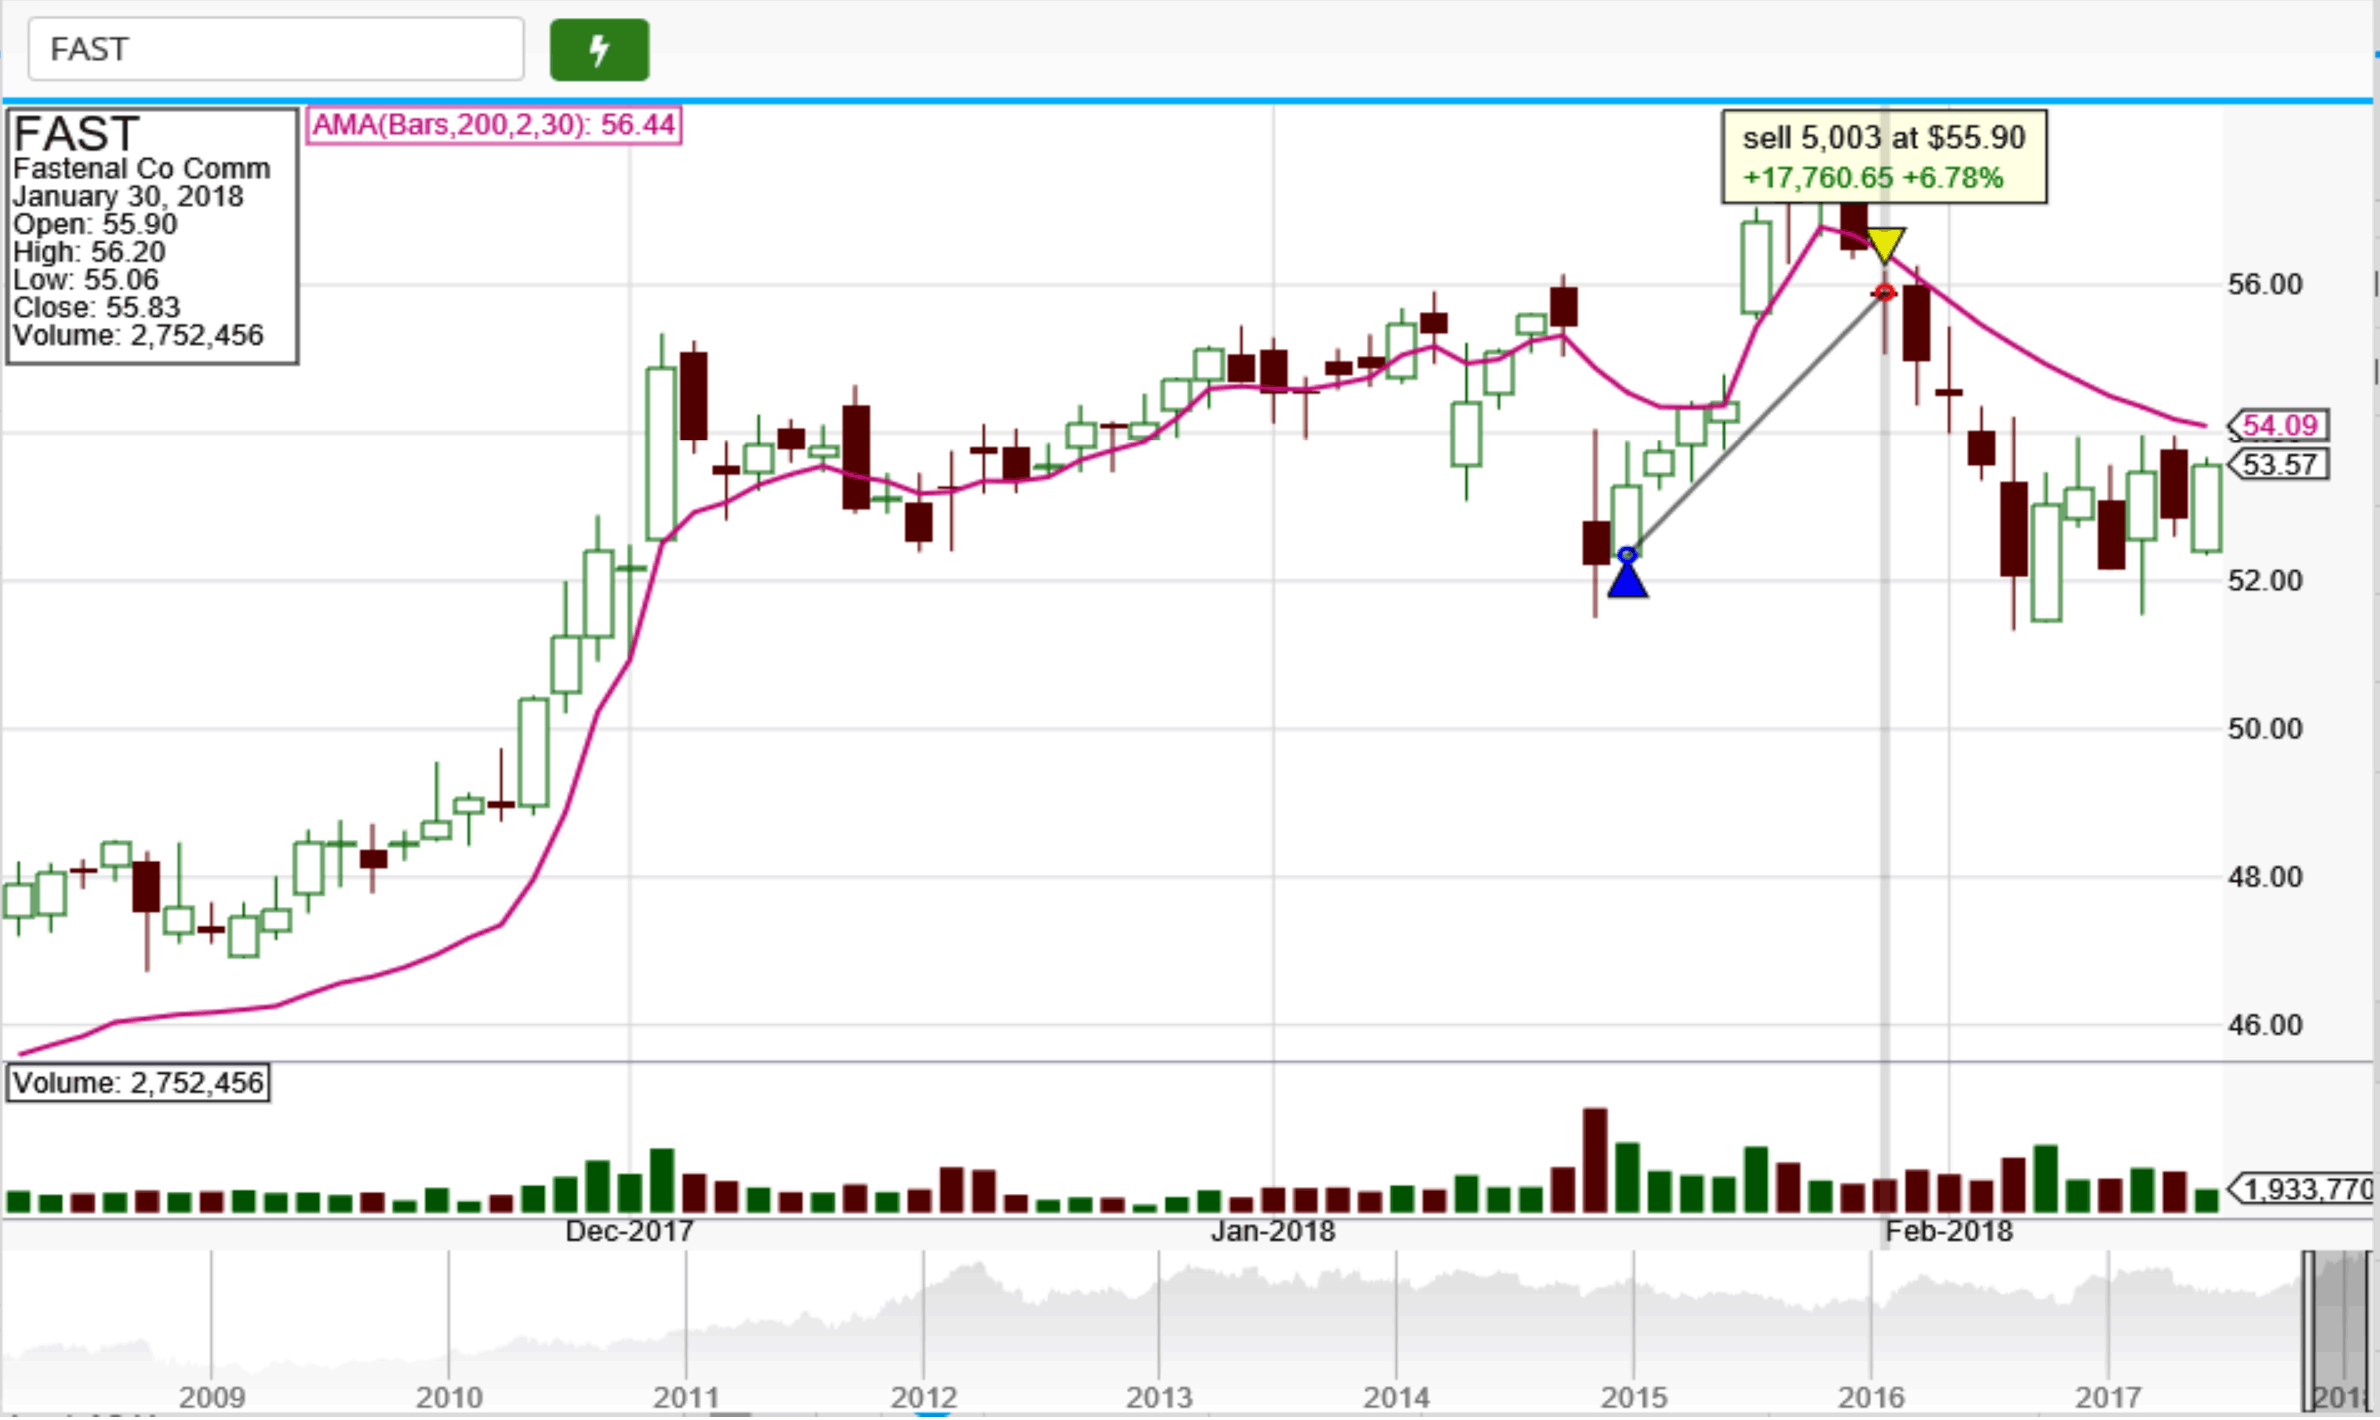 FAST
FAST
Fastenal Co Comm
January 30, 2018
Open: 55.90
High: 56.20
Low: 55.06
Close: 55.83
Volume: 2,752,456
AMA(Bars,200,2,30): 56.44
sell 5,003 at $55.90
+17,760.65 +6.78%
56.00
54.09
53.57
52.00
50.00
48.00
46.00
Volume: 2,752,456
1,933,770
Dec-2017 Jan-2018 Feb-2018
2009 2010 2011 2012 2013 2014 2015 2016 2017 2018